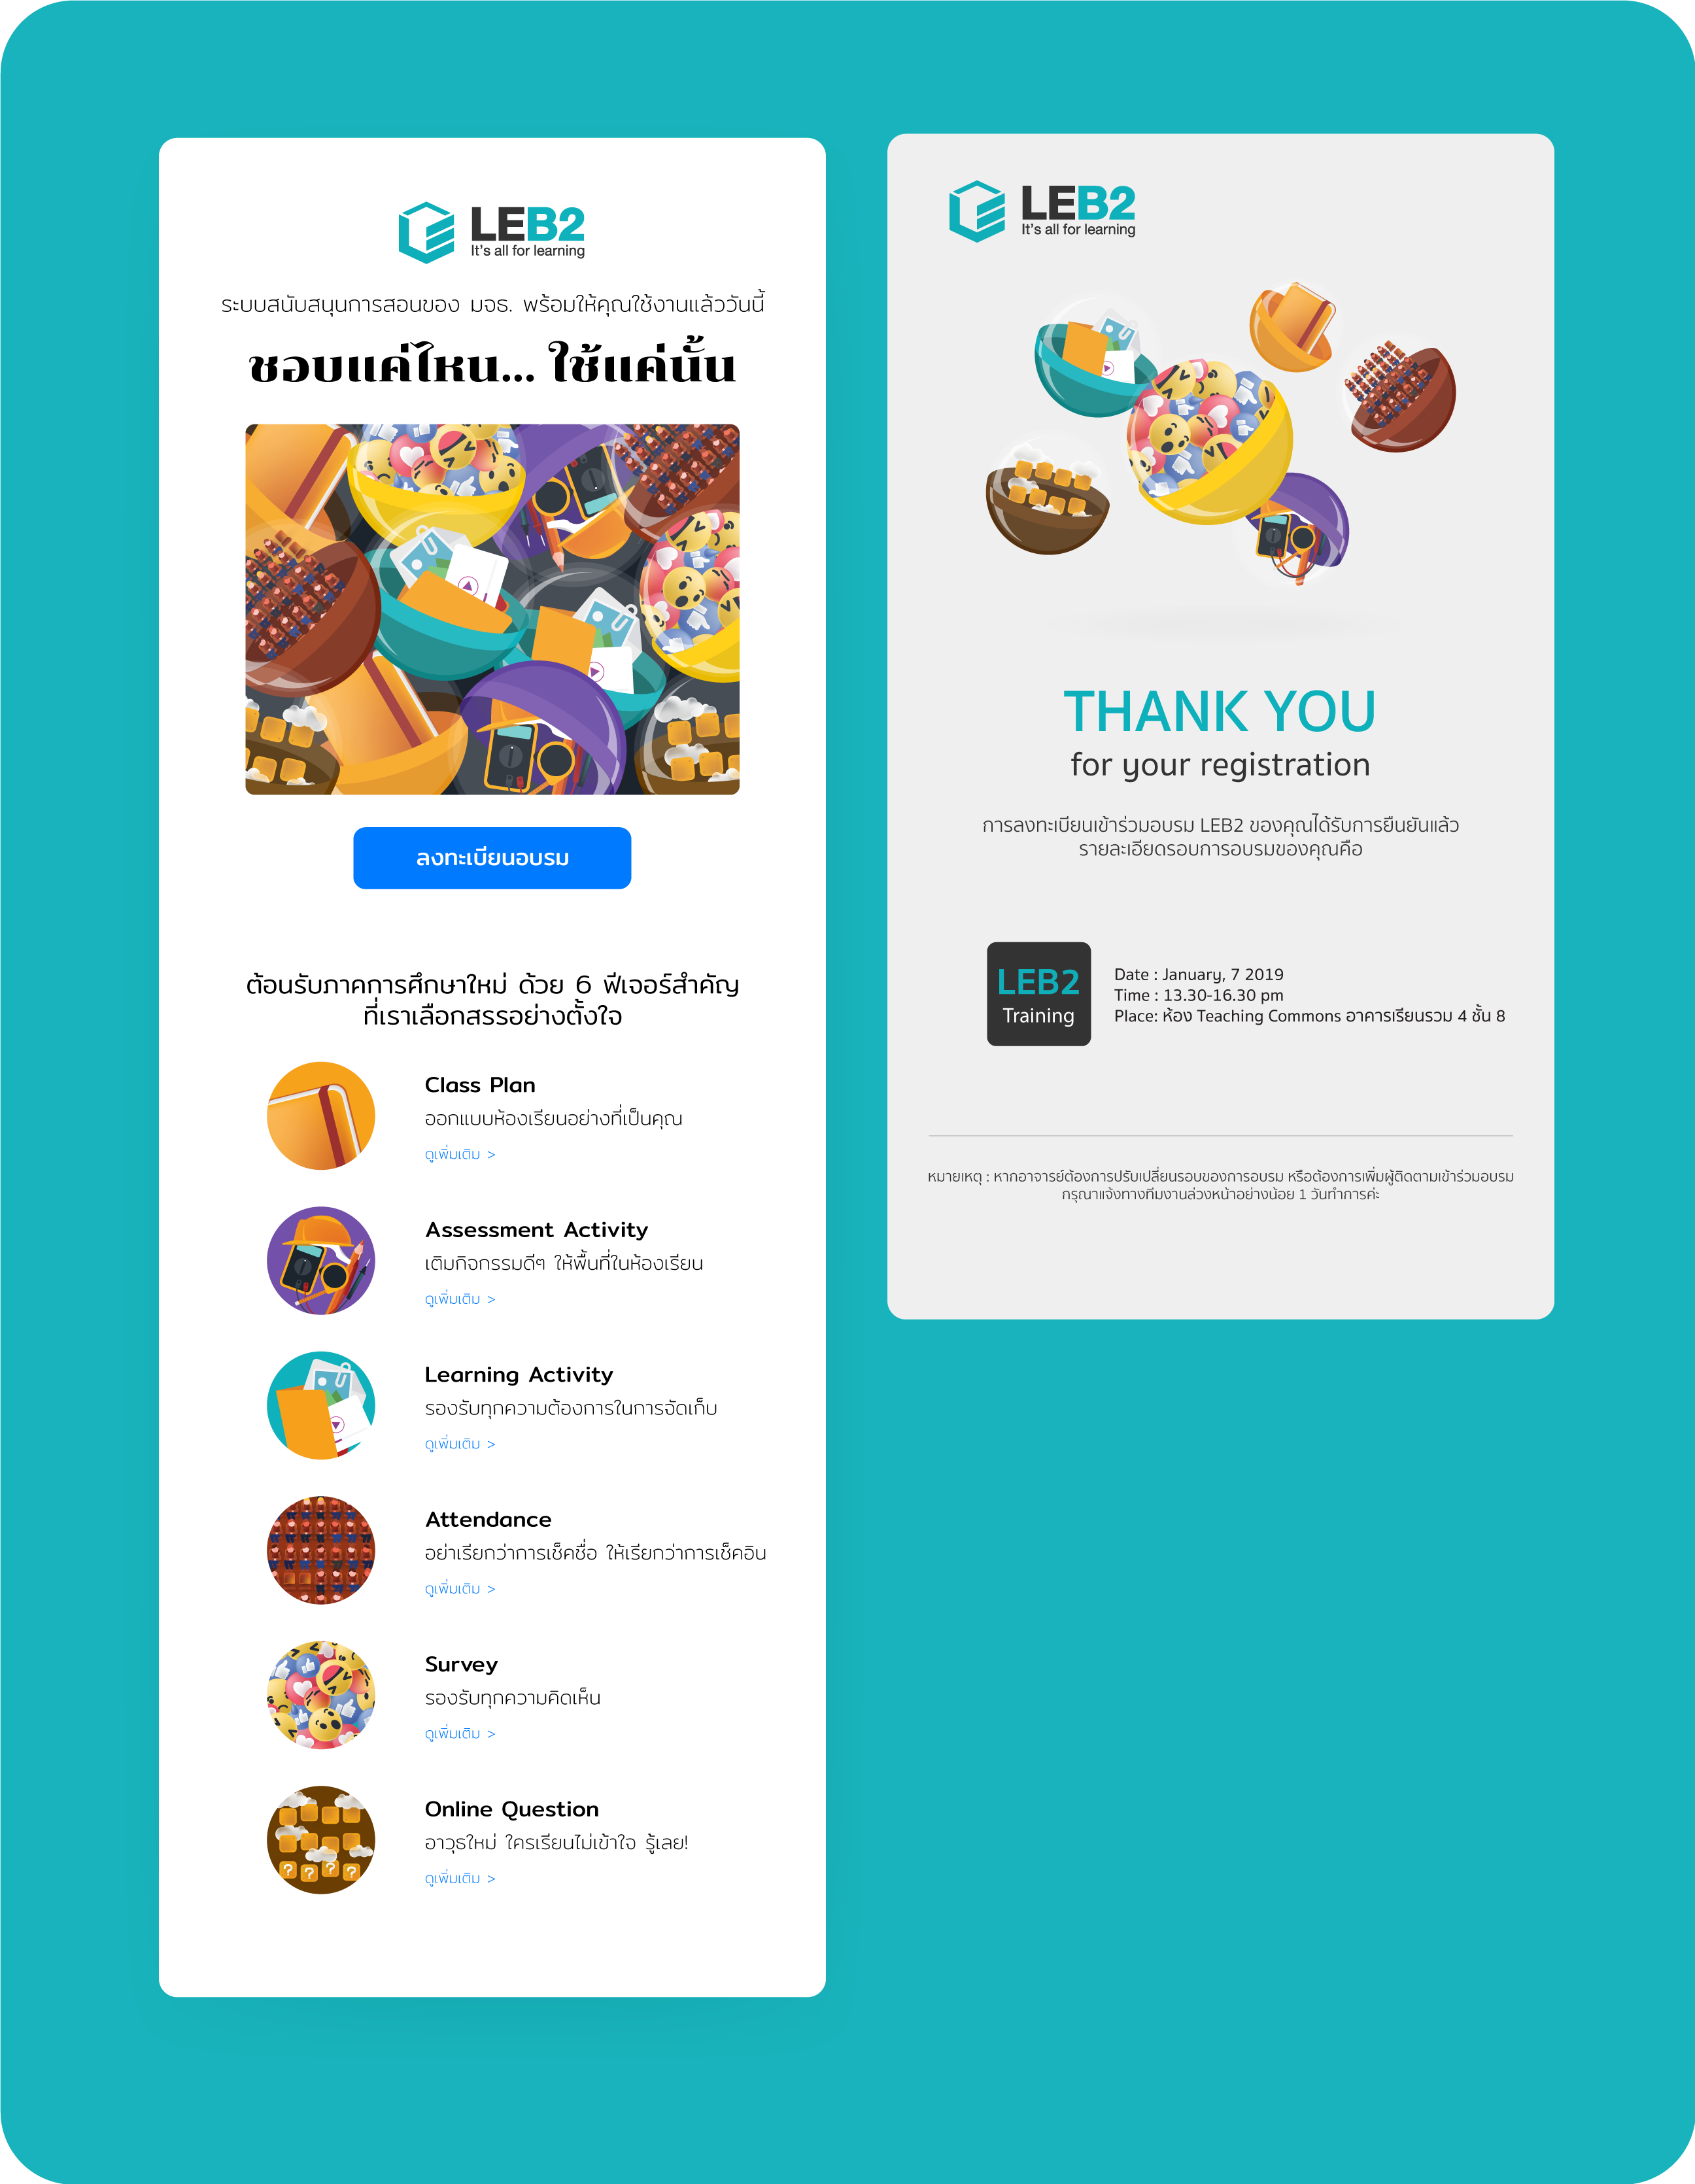 LEB2
It's all for learning
ระบบสนับสนุนการสอนของ มจธ. พร้อมให้คุณใช้งานแล้ววันนี้
ชอบแค่ไหน... ใช้แค่นั้น
ลงทะเบียนอบรม
ต้อนรับภาคการศึกษาใหม่ ด้วย 6 ฟีเจอร์สำคัญ
ที่เราเลือกสรรอย่างตั้งใจ
Class Plan
ออกแบบห้องเรียนอย่างที่เป็นคุณ
ดูเพิ่มเติม >
Assessment Activity
เติมกิจกรรมดีๆ ให้พื้นที่ในห้องเรียน
ดูเพิ่มเติม >
Learning Activity
รองรับทุกความต้องการในการจัดเก็บ
ดูเพิ่มเติม >
Attendance
อย่าเรียกว่าการเช็คชื่อ ให้เรียกว่าการเช็คอิน
ดูเพิ่มเติม >
Survey
รองรับทุกความคิดเห็น
ดูเพิ่มเติม >
Online Question
อาวุธใหม่ ใครเรียนไม่เข้าใจ รู้เลย!
ดูเพิ่มเติม >
LEB2
It's all for learning
THANK YOU
for your registration
การลงทะเบียนเข้าร่วมอบรม LEB2 ของคุณได้รับการยืนยันแล้ว
รายละเอียดรอบการอบรมของคุณคือ
LEB2
Training
Date : January, 7 2019
Time : 13.30-16.30 pm
Place: ห้อง Teaching Commons อาคารเรียนรวม 4 ชั้น 8
หมายเหตุ : หากอาจารย์ต้องการปรับเปลี่ยนรอบของการอบรม หรือต้องการเพิ่มผู้ติดตามเข้าร่วมอบรม
กรุณาแจ้งทางทีมงานล่วงหน้าอย่างน้อย 1 วันทำการค่ะ